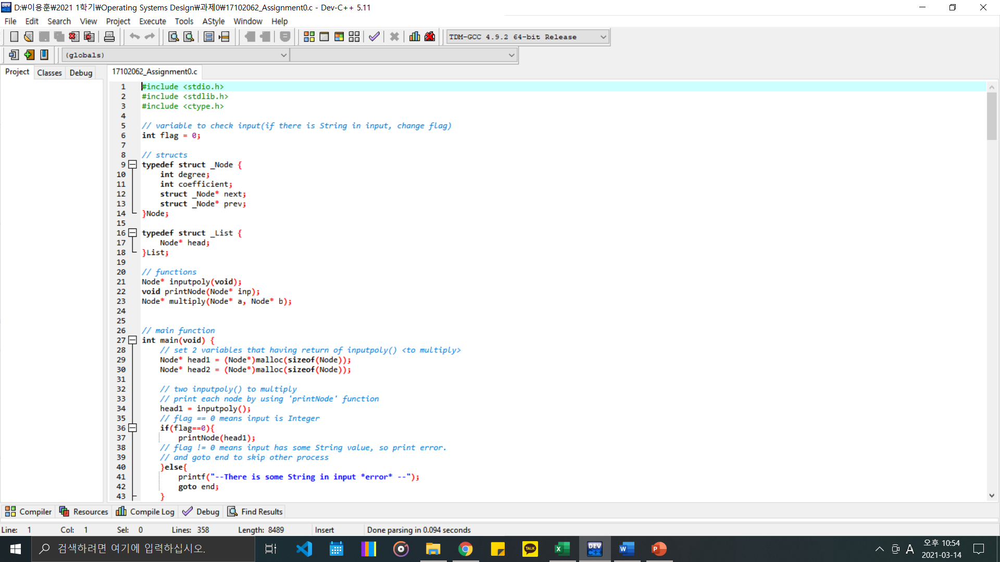 D:₩이용훈₩2021 1학기₩Operating Systems Design₩과제0₩17102062_Assignment0.c - Dev-C++ 5.11
File Edit Search View Project Execute Tools AStyle Window Help
TDM-GCC 4.9.2 64-bit Release
(globals)
Project Classes Debug 17102062_Assignment0.c
1 #include <stdio.h>
2 #include <stdlib.h>
3 #include <ctype.h>
4
5 // variable to check input(if there is String in input, change flag)
6 int flag = 0;
7
8 // structs
9 typedef struct _Node {
10 int degree;
11 int coefficient;
12 struct _Node* next;
13 struct _Node* prev;
14 }Node;
15
16 typedef struct _List {
17 Node* head;
18 }List;
19
20 // functions
21 Node* inputpoly(void);
22 void printNode(Node* inp);
23 Node* multiply(Node* a, Node* b);
24
25
26 // main function
27 int main(void) {
28 // set 2 variables that having return of inputpoly() <to multiply>
29 Node* head1 = (Node*)malloc(sizeof(Node));
30 Node* head2 = (Node*)malloc(sizeof(Node));
31
32 // two inputpoly() to multiply
33 // print each node by using 'printNode' function
34 head1 = inputpoly();
35 // flag == 0 means input is Integer
36 if(flag==0){
37 printNode(head1);
38 // flag != 0 means input has some String value, so print error.
39 // and goto end to skip other process
40 }else{
41 printf("--There is some String in input *error* --");
42 goto end;
43 }
Compiler Resources Compile Log Debug Find Results
Line: 1 Col: 1 Sel: 0 Lines: 358 Length: 8489 Insert Done parsing in 0.094 seconds
검색하려면 여기에 입력하십시오.
TALK
DEV C++
A
오후 10:54
2021-03-14